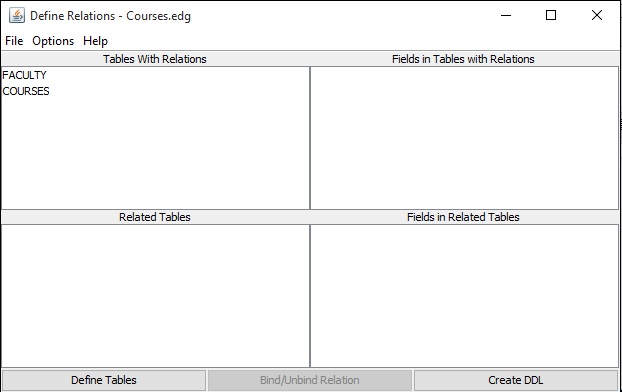 Define Relations - Courses.edg
File Options Help
Tables With Relations Fields in Tables with Relations
FACULTY
COURSES
Related Tables Fields in Related Tables
Define Tables Bind/Unbind Relation Create DDL